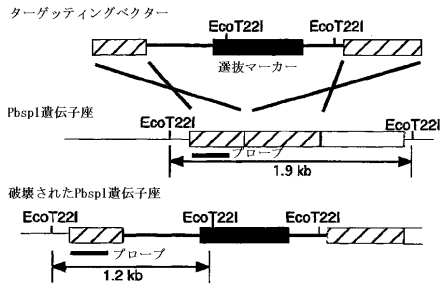 ターゲッティングベクター
EcoT22I EcoT22I
選抜マーカー
Pbsp1遺伝子座
EcoT22I EcoT22I
プローブ
1.9 kb
破壊されたPbsp1遺伝子座
EcoT22I EcoT22I EcoT22I
プローブ
1.2 kb